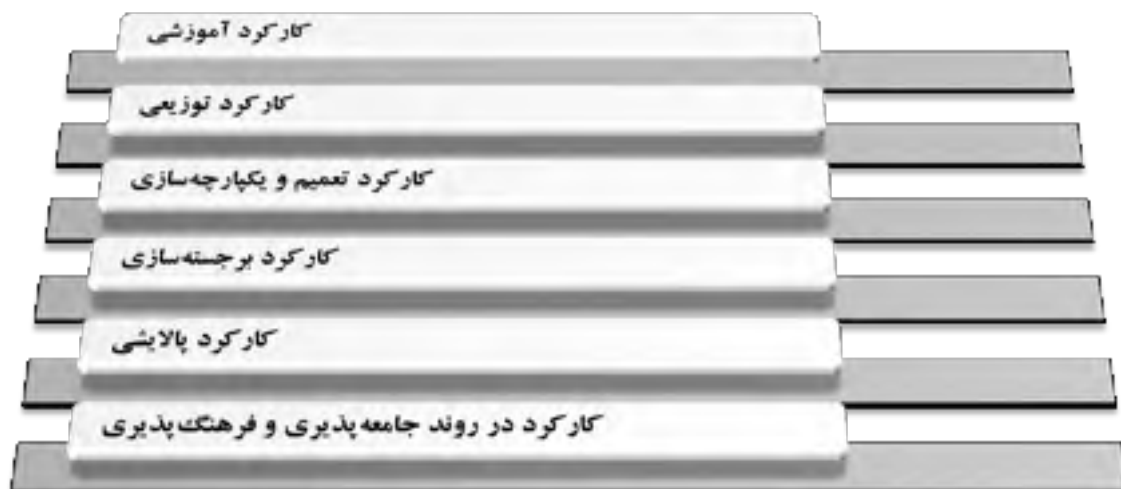 کارکرد آموزشی
کارکرد توزیعی
کارکرد تعمیم و یکپارچه‌سازی
کارکرد برجسته‌سازی
کارکرد پالایشی
کارکرد در روند جامعه‌پذیری و فرهنگ‌پذیری